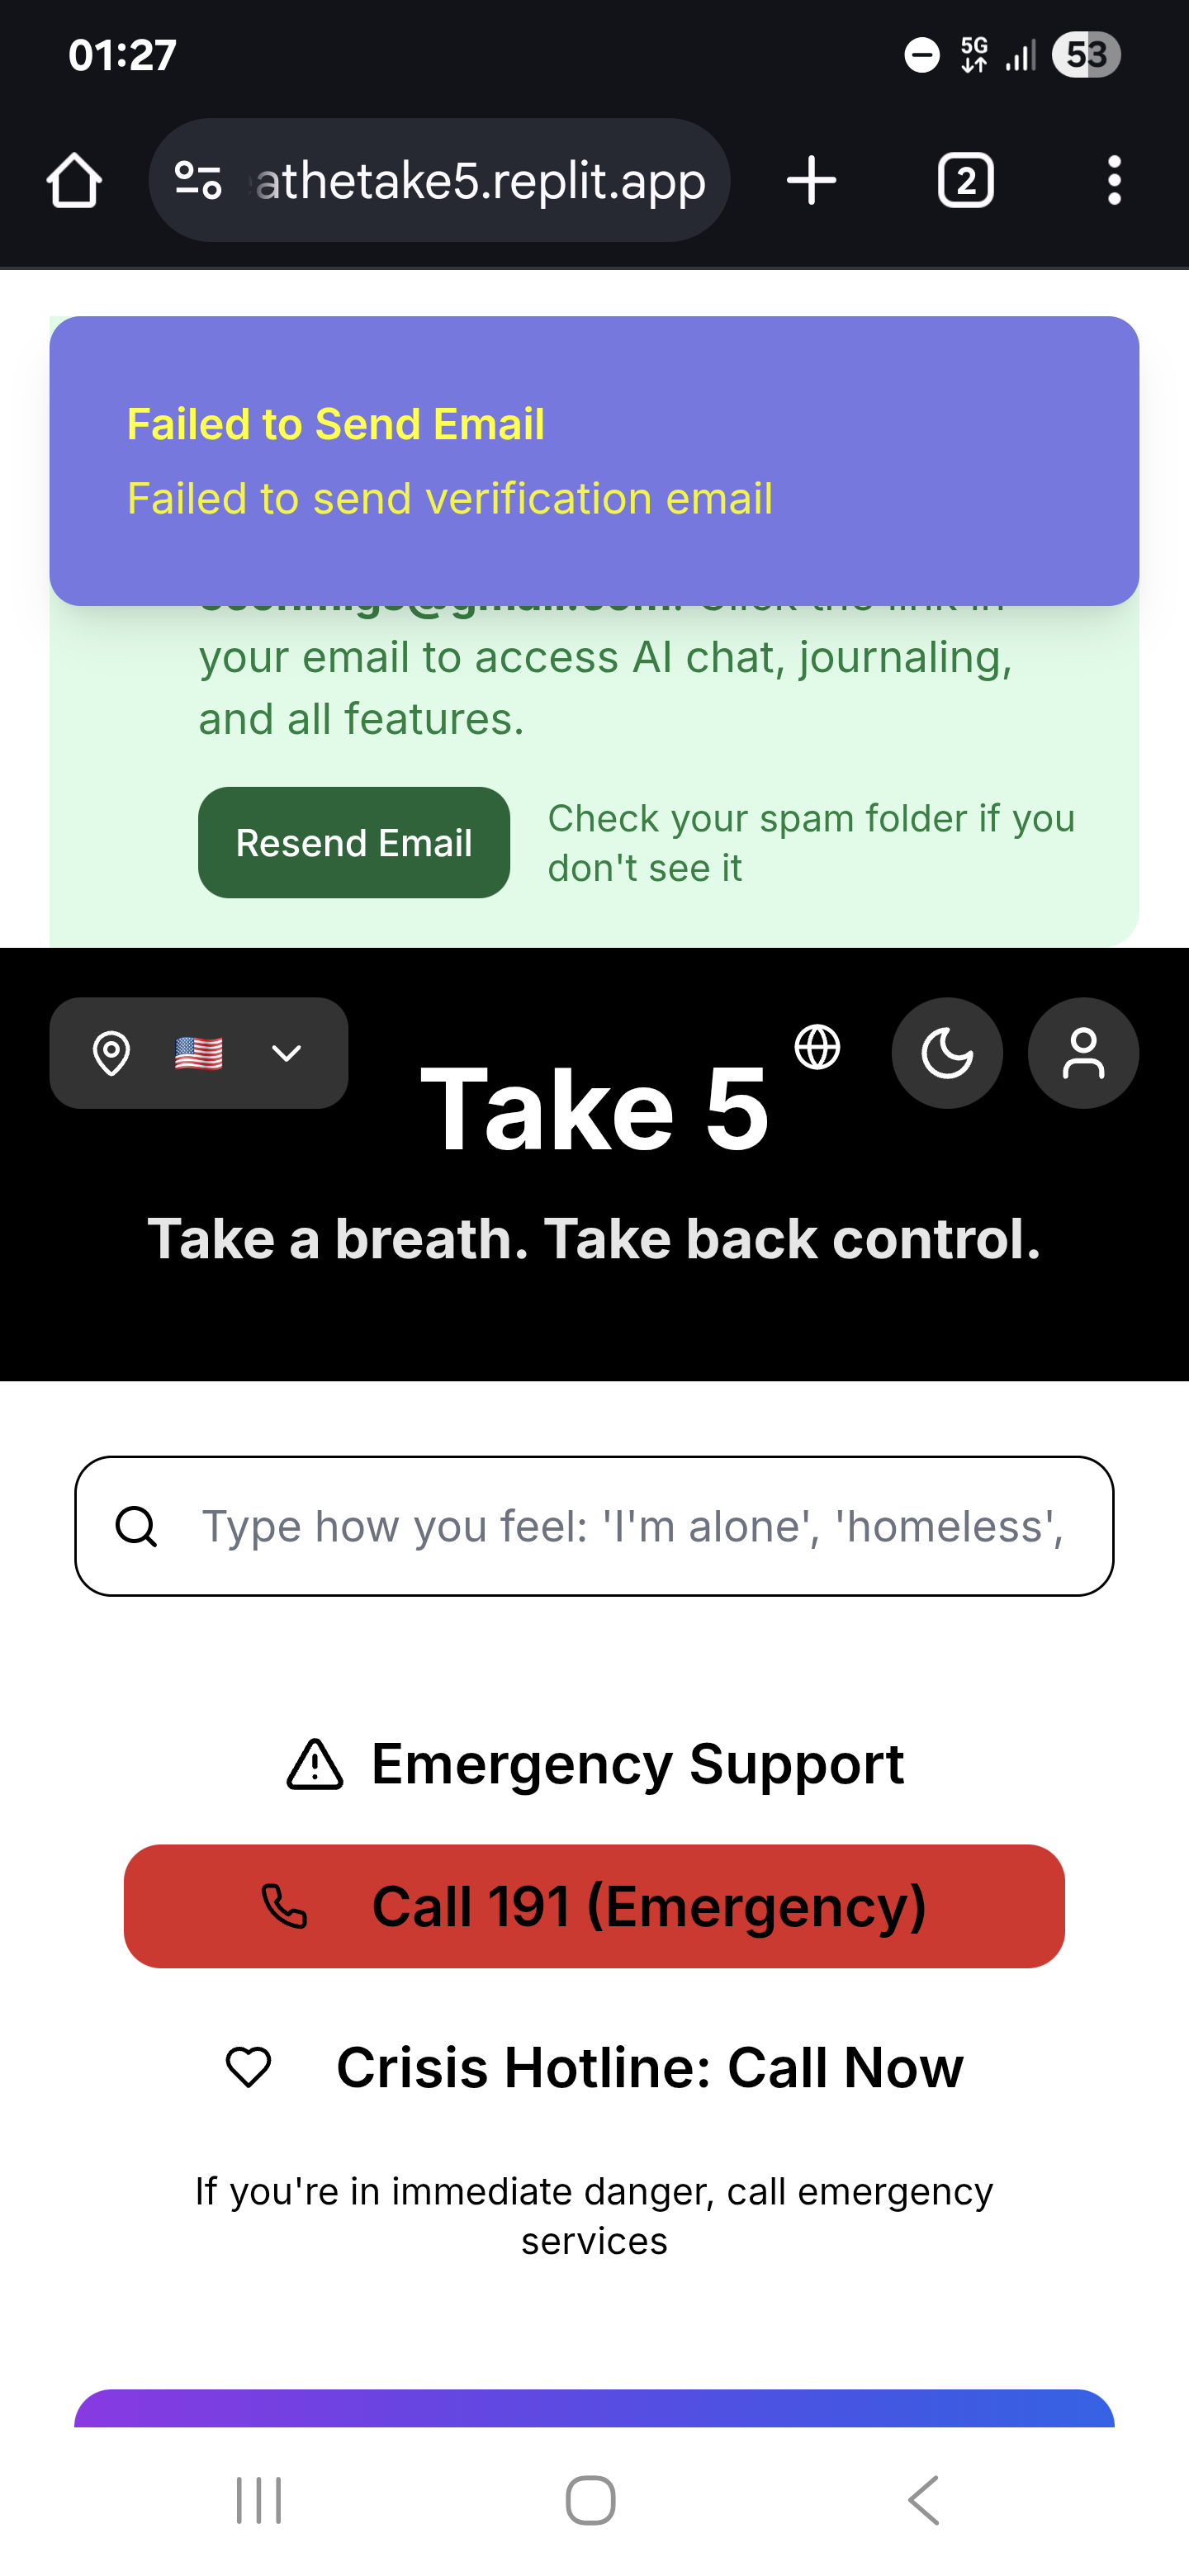 01:27
5G
53
athetake5.replit.app
2
Failed to Send Email
Failed to send verification email
your email to access AI chat, journaling,
and all features.
Resend Email
Check your spam folder if you
don't see it
Take 5
Take a breath. Take back control.
Type how you feel: 'I'm alone', 'homeless',
Emergency Support
Call 191 (Emergency)
Crisis Hotline: Call Now
If you're in immediate danger, call emergency
services